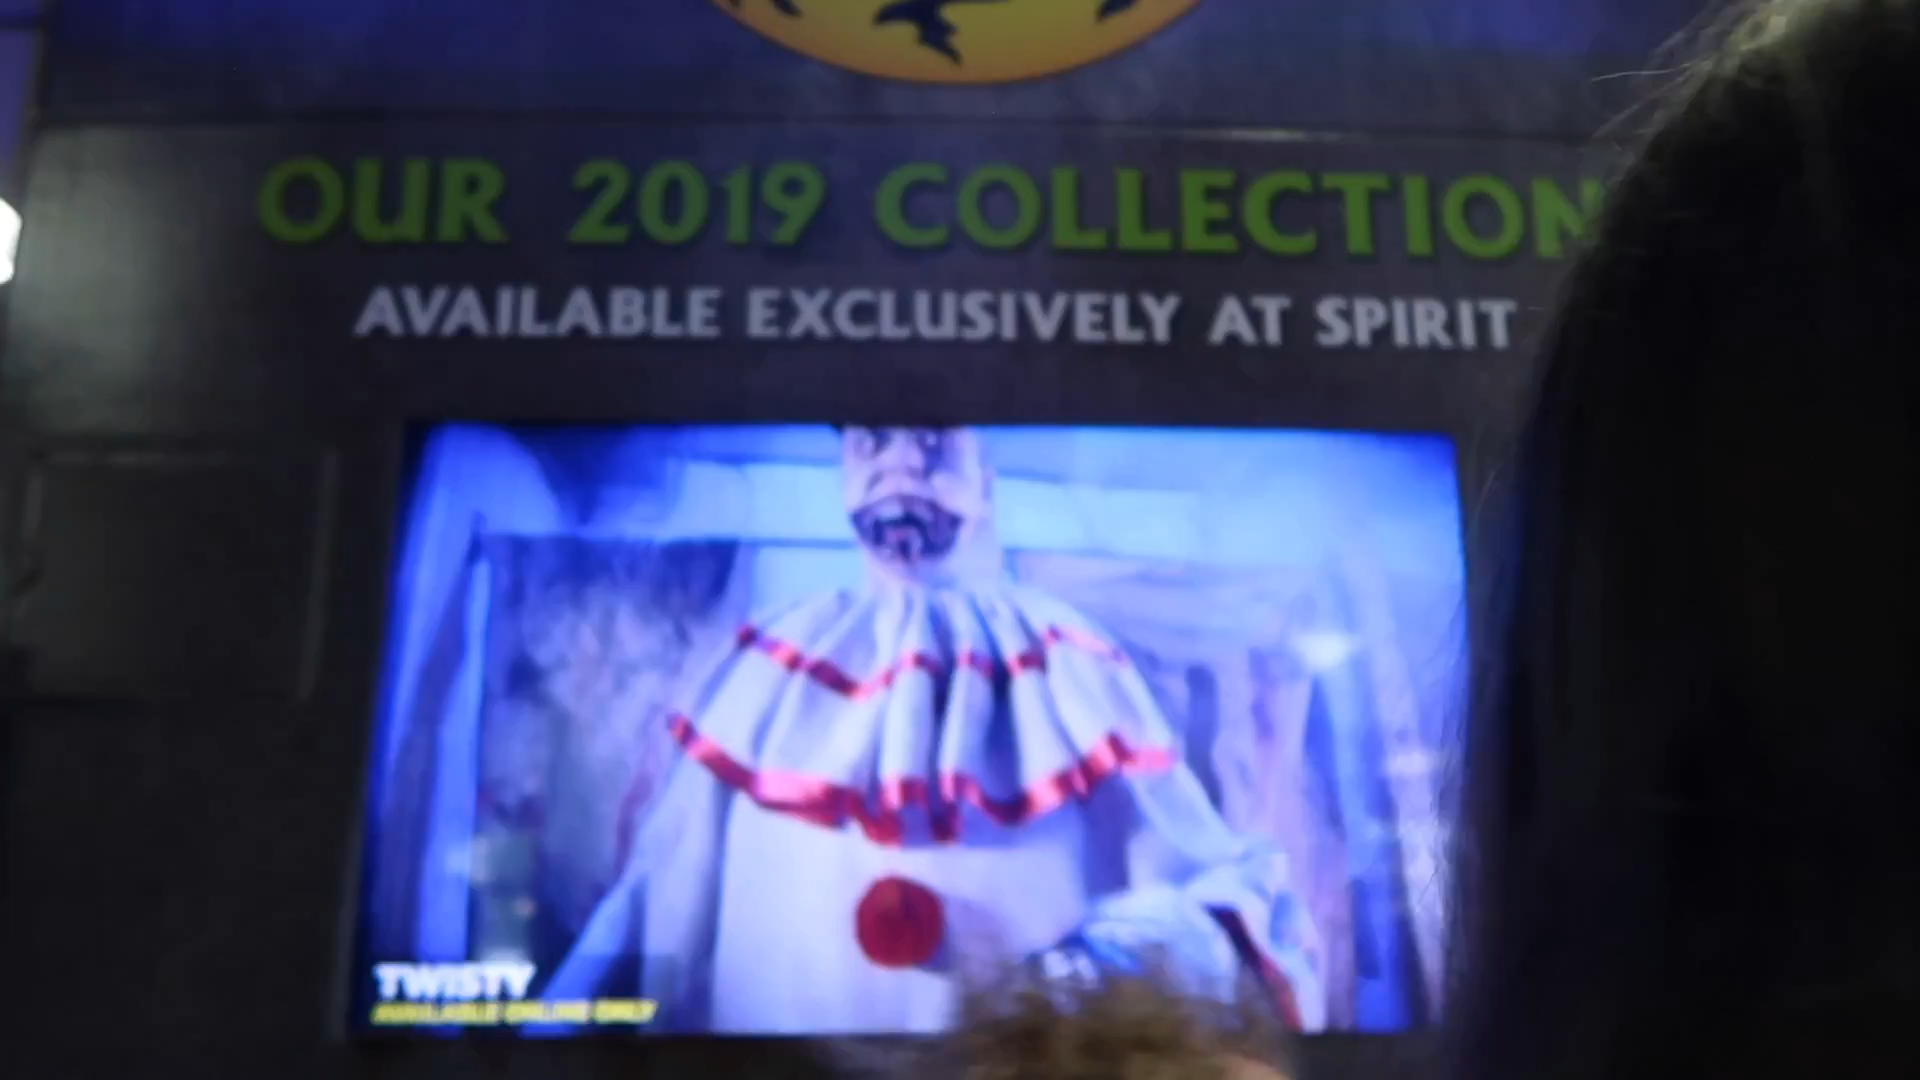 OUR 2019 COLLECTION
AVAILABLE EXCLUSIVELY AT SPIRIT
TWISTY
AVAILABLE ONLINE ONLY